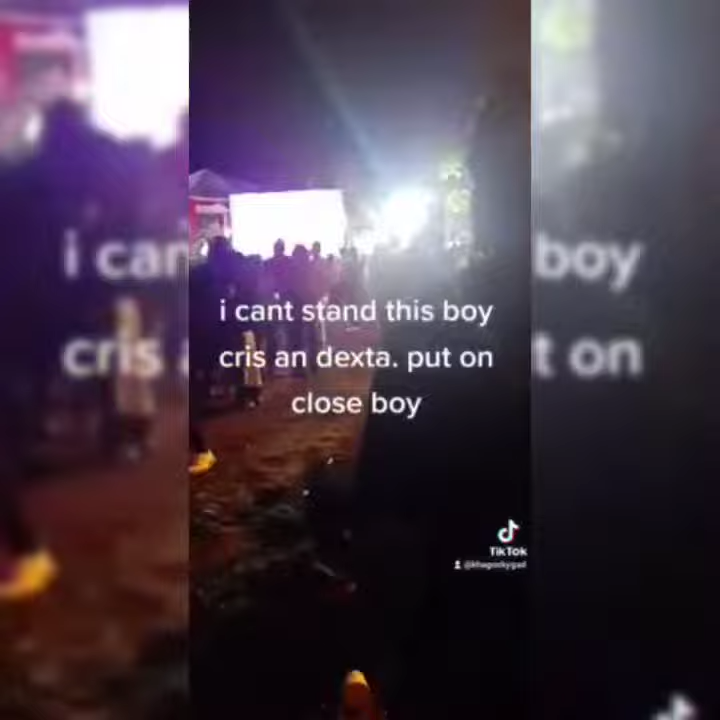 i cant stand this boy
cris an dexta. put on
close boy
TikTok